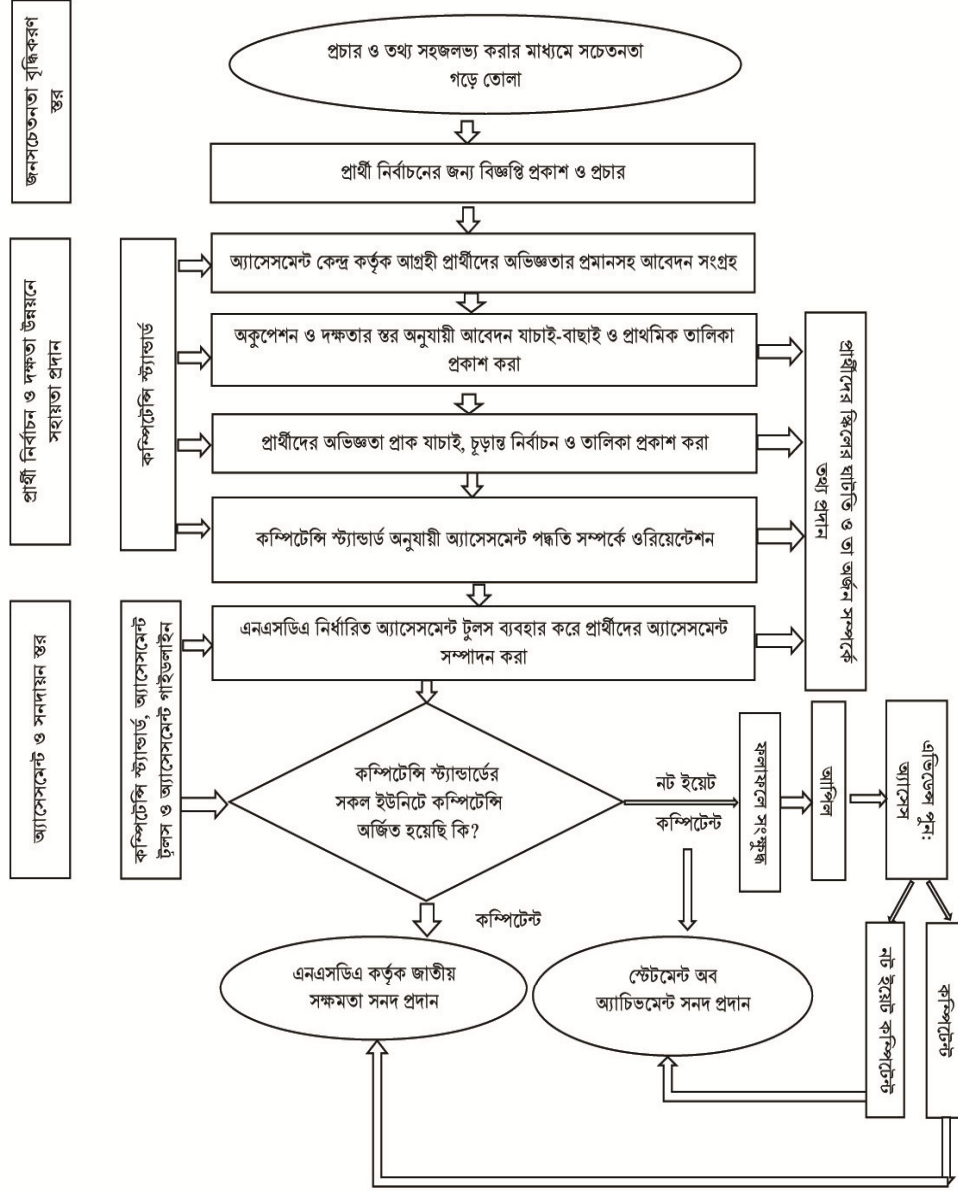 জনসচেতনতা বৃদ্ধিকরণ
স্তর
প্রচার ও তথ্য সহজলভ্য করার মাধ্যমে সচেতনতা
গড়ে তোলা
প্রার্থী নির্বাচনের জন্য বিজ্ঞপ্তি প্রকাশ ও প্রচার
প্রার্থী নির্বাচন ও দক্ষতা উন্নয়নে
সহায়তা প্রদান
কম্পিটেন্সি স্ট্যান্ডার্ড
অ্যাসেসমেন্ট কেন্দ্র কর্তৃক আগ্রহী প্রার্থীদের অভিজ্ঞতার প্রমানসহ আবেদন সংগ্রহ
অকুপেশন ও দক্ষতার স্তর অনুযায়ী আবেদন যাচাই-বাছাই ও প্রাথমিক তালিকা
প্রকাশ করা
প্রার্থীদের অভিজ্ঞতা প্রাক যাচাই, চূড়ান্ত নির্বাচন ও তালিকা প্রকাশ করা
কম্পিটেন্সি স্ট্যান্ডার্ড অনুযায়ী অ্যাসেসমেন্ট পদ্ধতি সম্পর্কে ওরিয়েন্টেশন
প্রার্থীদের স্কিলের ঘাটতি ও তা অর্জন সম্পর্কে
তথ্য প্রদান
অ্যাসেসমেন্ট ও সনদায়ন স্তর
কম্পিটেন্সি স্ট্যান্ডার্ড, অ্যাসেসমেন্ট
টুলস ও অ্যাসেসমেন্ট গাইডলাইন
এনএসডিএ নির্ধারিত অ্যাসেসমেন্ট টুলস ব্যবহার করে প্রার্থীদের অ্যাসেসমেন্ট
সম্পাদন করা
কম্পিটেন্সি স্ট্যান্ডার্ডের
সকল ইউনিটে কম্পিটেন্সি
অর্জিত হয়েছি কি?
নট ইয়েট
কম্পিটেন্ট
ফলাফলে সংক্ষুব্ধ
আপিল
এভিডেন্স পুন:
অ্যাসেস
কম্পিটেন্ট
এনএসডিএ কর্তৃক জাতীয়
সক্ষমতা সনদ প্রদান
স্টেটমেন্ট অব
অ্যাচিভমেন্ট সনদ প্রদান
নট ইয়েট কম্পিটেন্ট
কম্পিটেন্ট